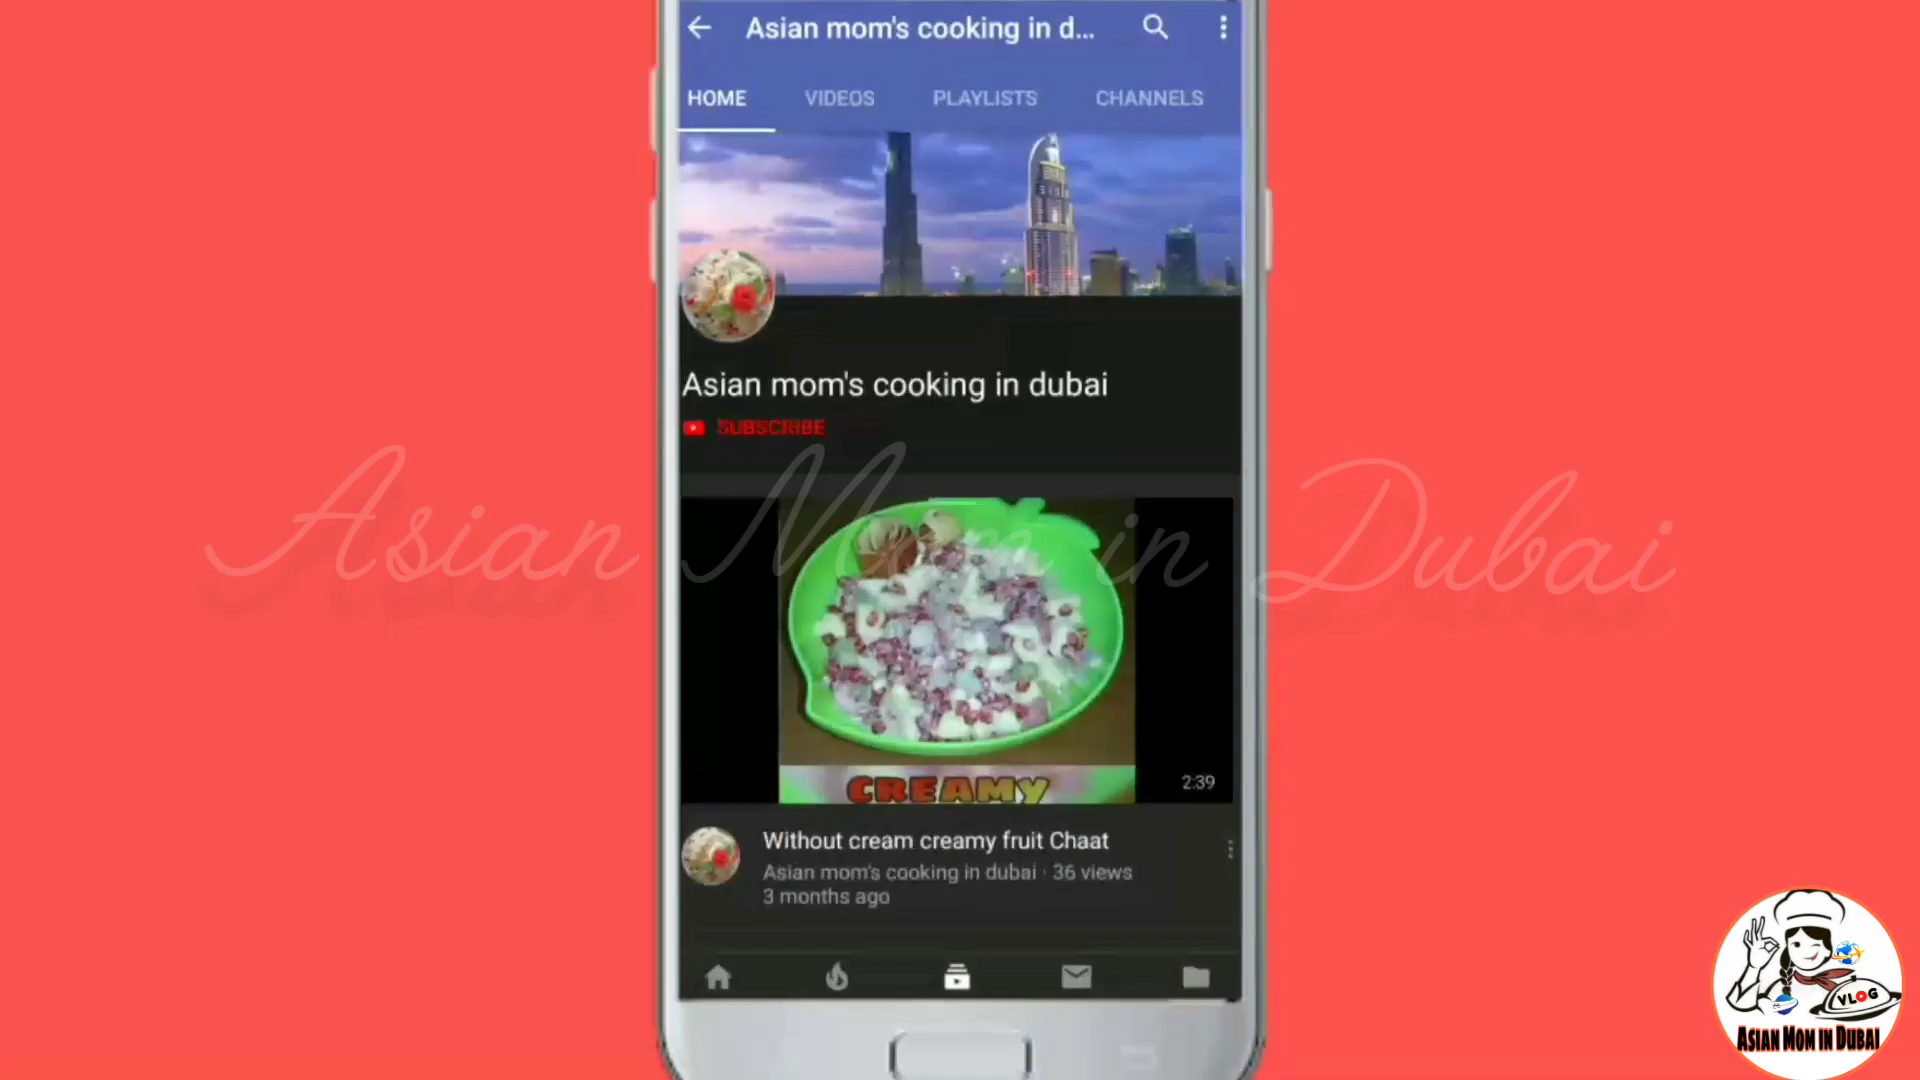 Asian mom's cooking in d...
HOME VIDEOS PLAYLISTS CHANNELS
Asian mom's cooking in dubai
SUBSCRIBE
Asian Mom in Dubai
CREAMY
2:39
Without cream creamy fruit Chaat
Asian mom's cooking in dubai · 36 views
3 months ago
VLOG
ASIAN MOM IN DUBAI